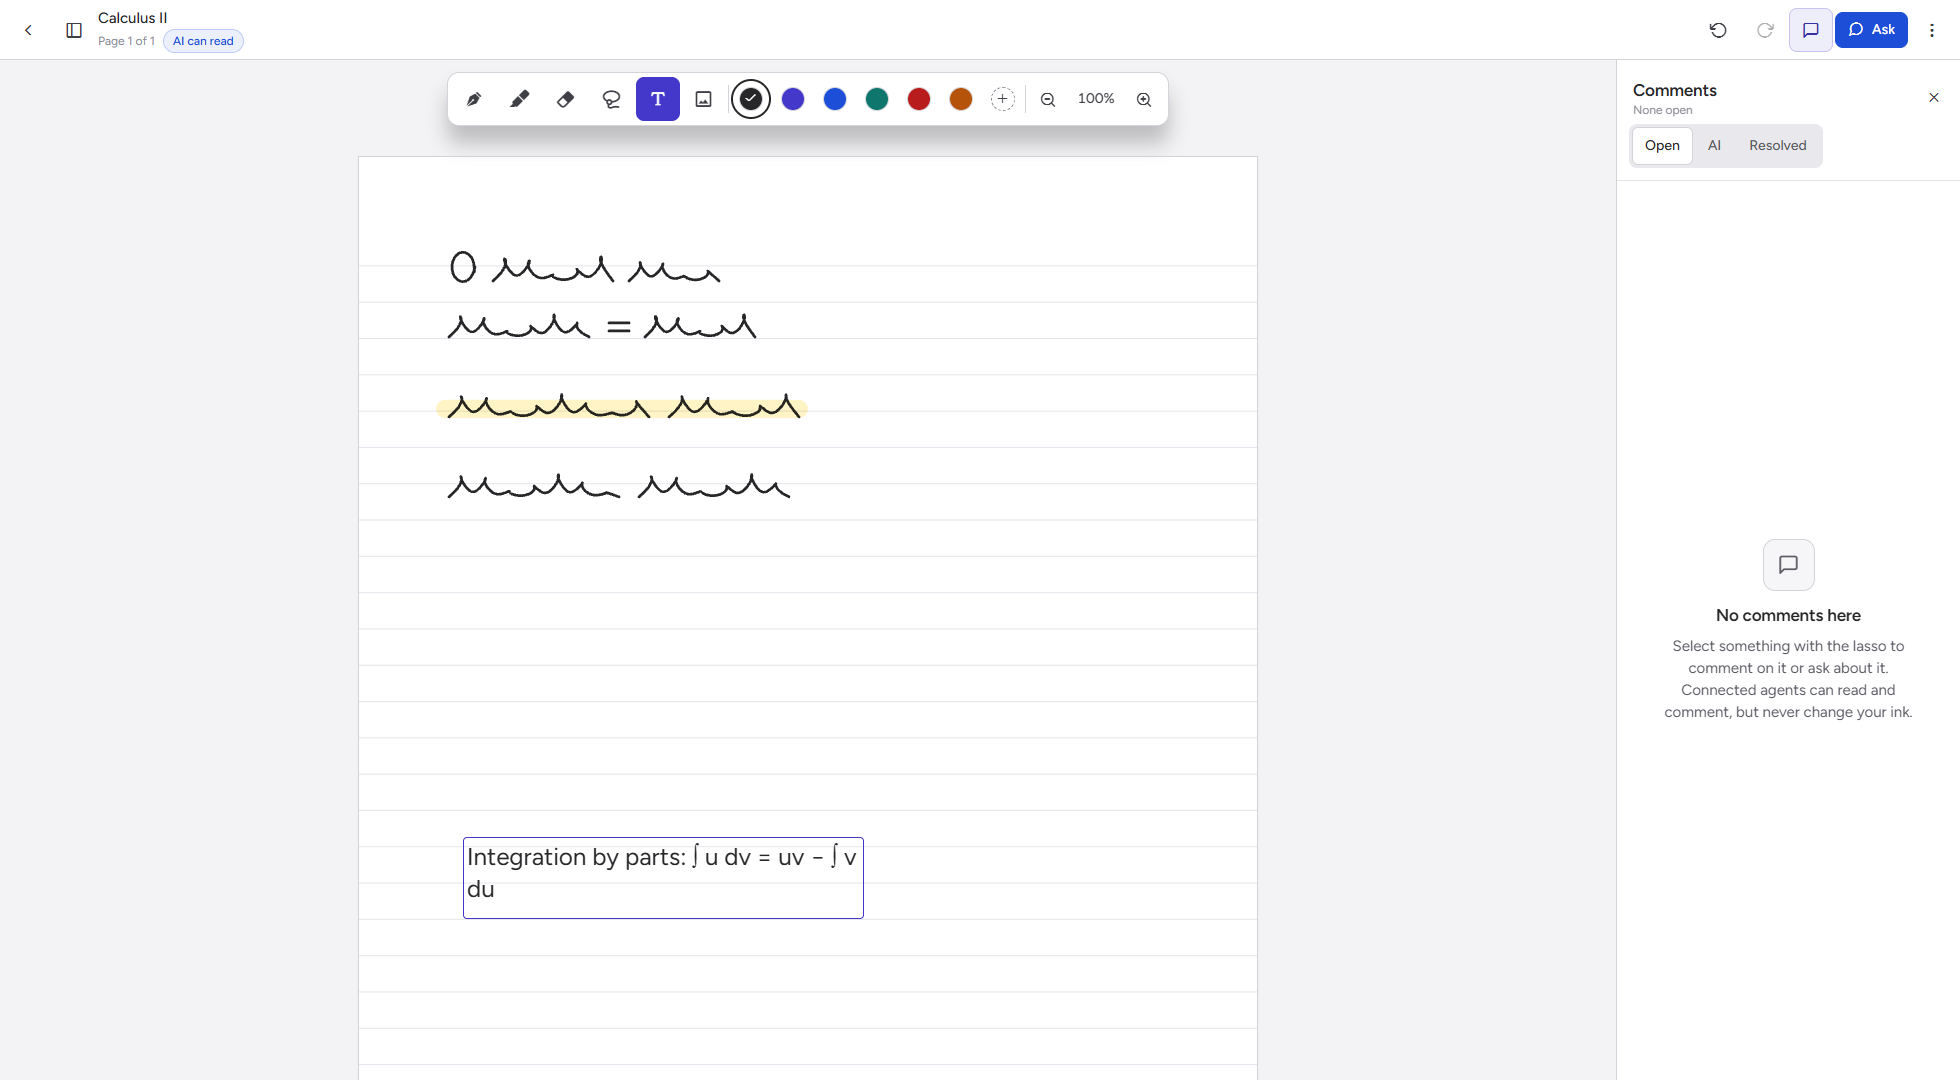 Calculus II
Page 1 of 1 AI can read
Ask
T
100%
Comments
None open
Open AI Resolved
0
=
Integration by parts: ∫ u dv = uv − ∫ v
du
No comments here
Select something with the lasso to
comment on it or ask about it.
Connected agents can read and
comment, but never change your ink.